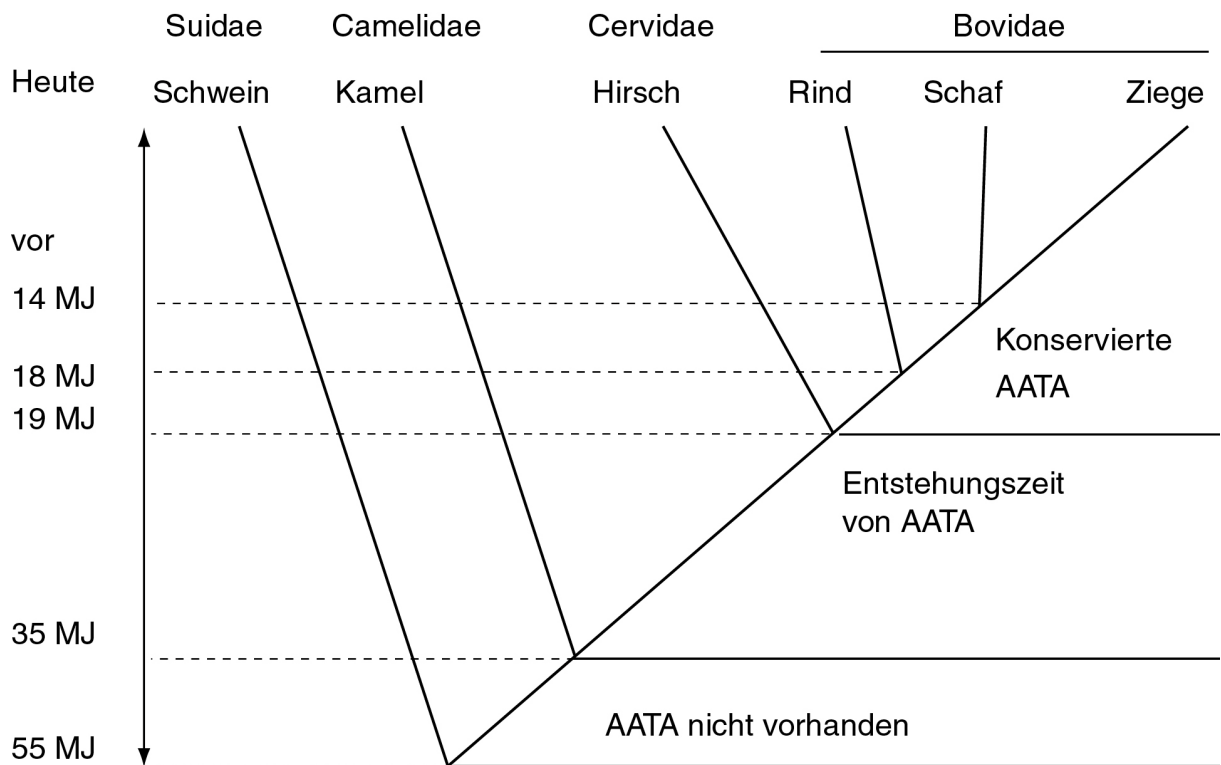 Suidae Camelidae Cervidae Bovidae
Heute
Schwein Kamel Hirsch Rind Schaf Ziege
vor
14 MJ
Konservierte
18 MJ
AATA
19 MJ
Entstehungszeit
von AATA
35 MJ
AATA nicht vorhanden
55 MJ